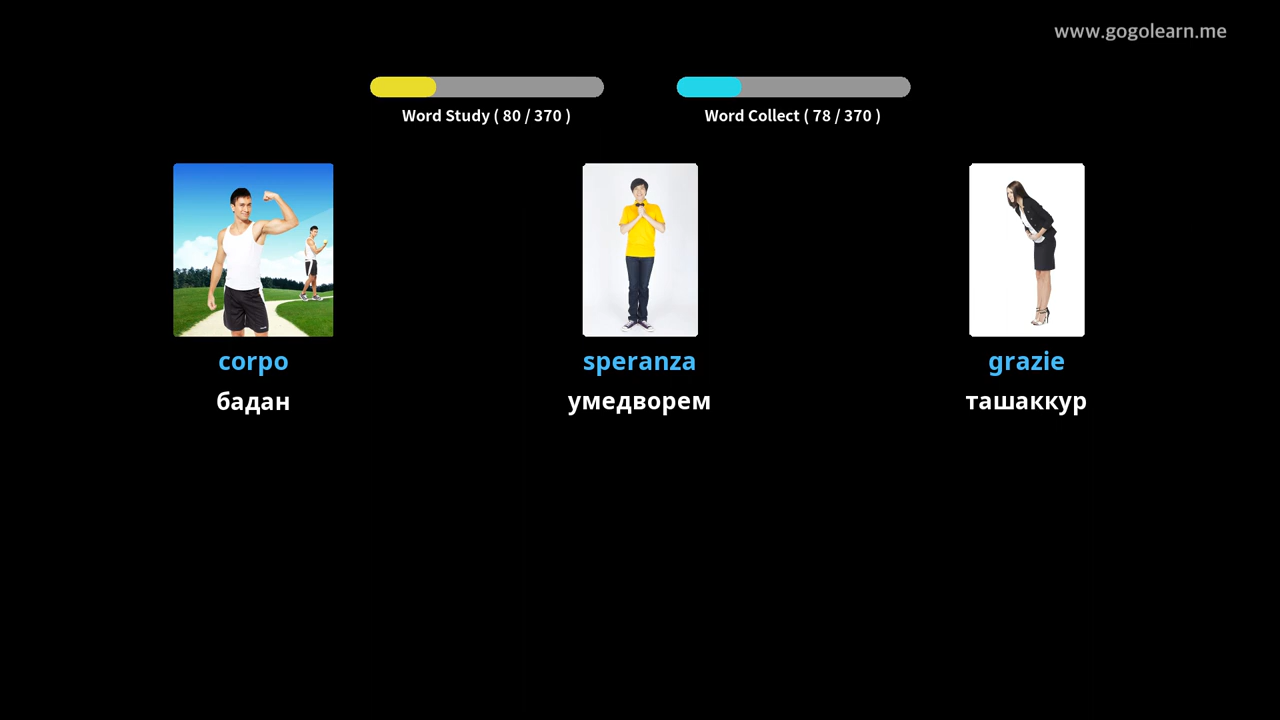 www.gogolearn.me
Word Study ( 80 / 370 )
Word Collect ( 78 / 370 )
corpo
speranza
grazie
бадан
умедворем
ташаккур